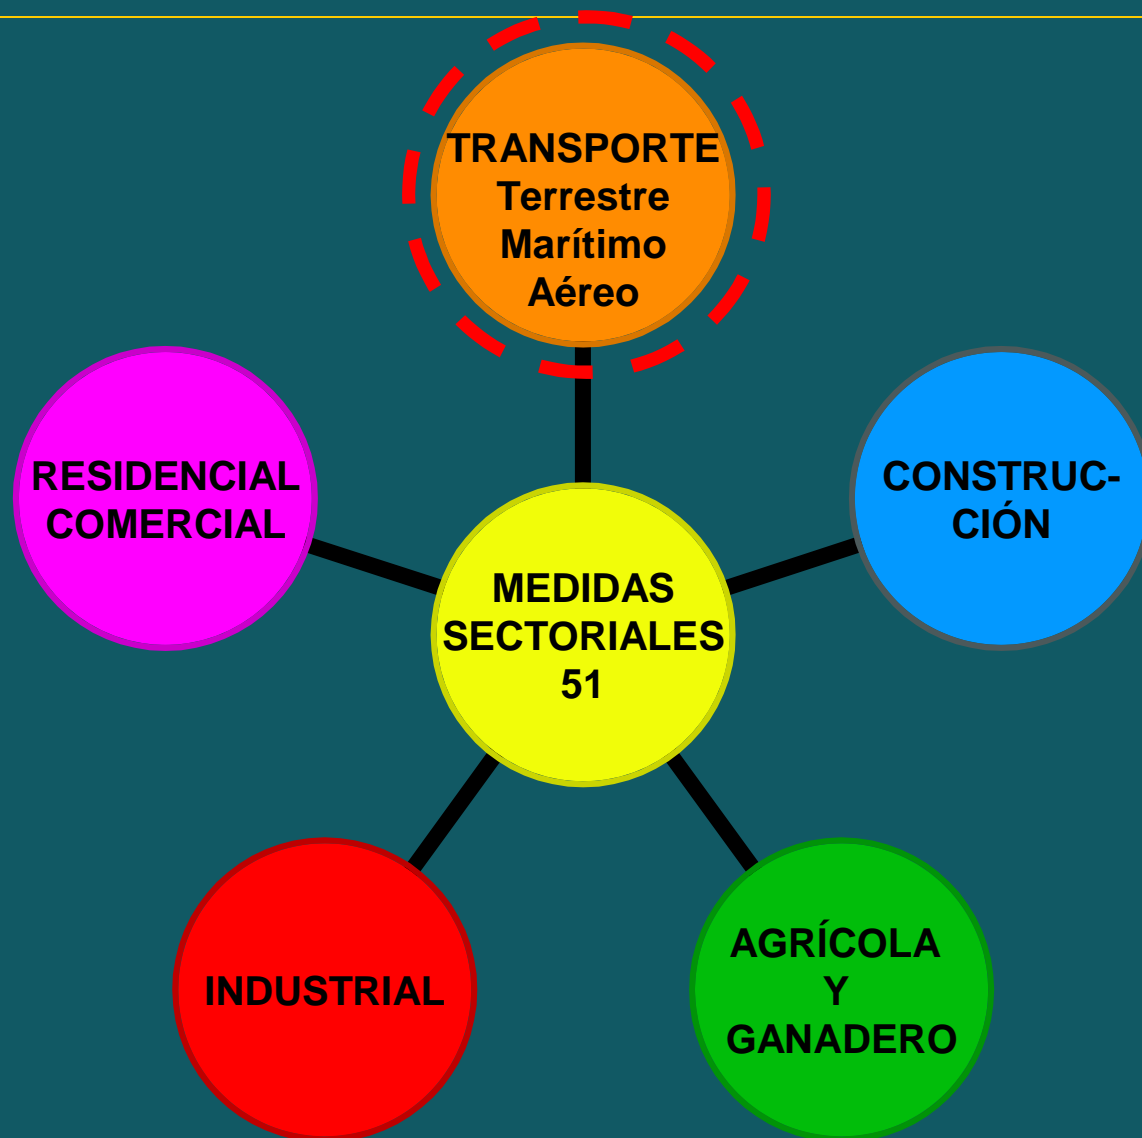 TRANSPORTE
Terrestre
Marítimo
Aéreo
RESIDENCIAL
COMERCIAL
CONSTRUC-
CIÓN
MEDIDAS
SECTORIALES
51
INDUSTRIAL
AGRÍCOLA
Y
GANADERO